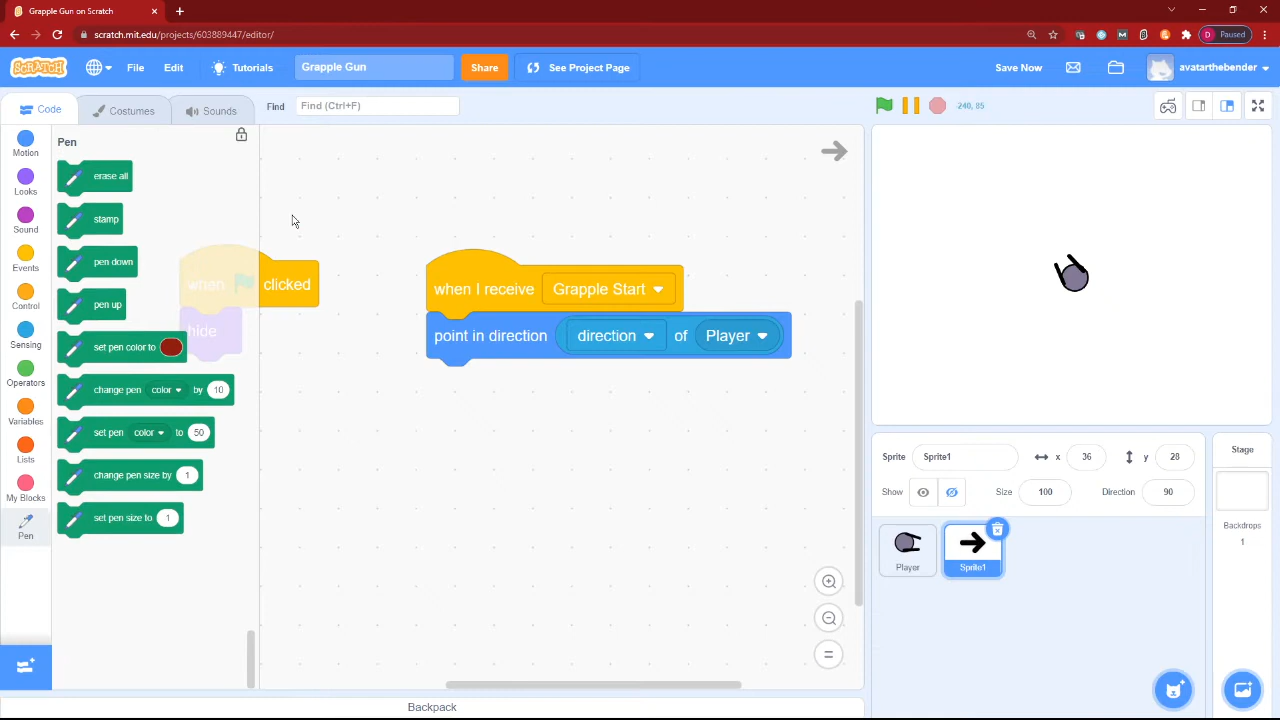 Grapple Gun on Scratch
scratch.mit.edu/projects/603889447/editor/
Paused
SCRATCH
File
Edit
Tutorials
Grapple Gun
Share
See Project Page
Save Now
avatarthebender
Code
Costumes
Sounds
Find
Find (Ctrl+F)
240, 85
Motion
Looks
Sound
Events
Control
Sensing
Operators
Variables
Lists
My Blocks
Pen
Pen
erase all
stamp
pen down
pen up
set pen color to
change pen color by 10
set pen color to 50
change pen size by 1
set pen size to 1
when clicked
hide
when I receive Grapple Start
point in direction direction of Player
Sprite Sprite1 x 36 y 28
Show Size 100 Direction 90
Player
Sprite1
Stage
Backdrops
1
Backpack